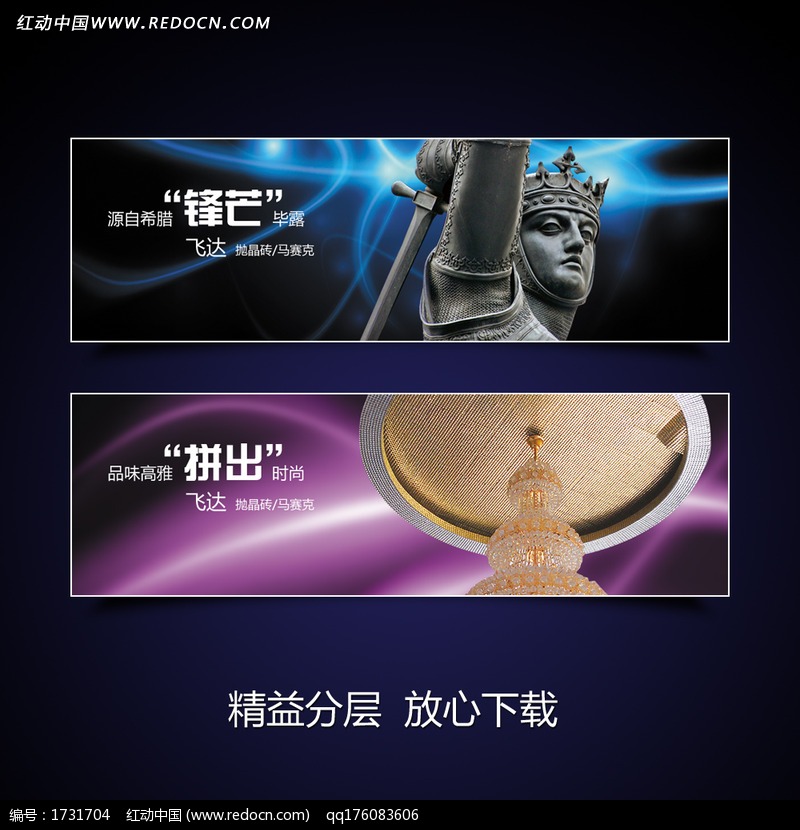 红动中国WWW.REDOCN.COM
源自希腊“锋芒”毕露
飞达 抛晶砖/马赛克
品味高雅“拼出”时尚
飞达 抛晶砖/马赛克
精益分层 放心下载
编号：1731704 红动中国 (www.redocn.com) qq176083606